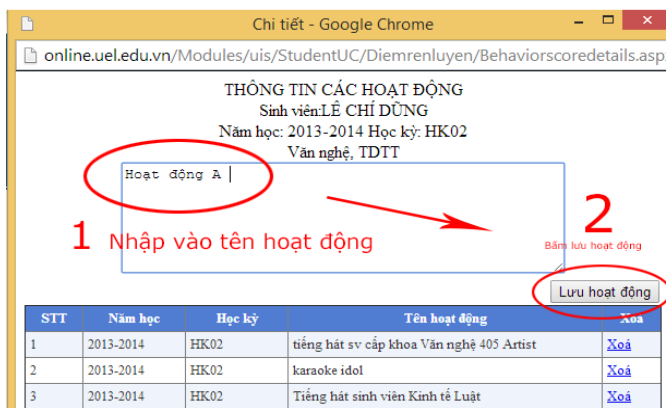 Chi tiết - Google Chrome
online.uel.edu.vn/Modules/uis/StudentUC/Diemrenluyen/Behaviorscoredetails.asp
THÔNG TIN CÁC HOẠT ĐỘNG
Sinh viên:LÊ CHÍ DŨNG
Năm học: 2013-2014 Học kỳ: HK02
Văn nghệ, TDTT
Hoạt động A
1 Nhập vào tên hoạt động
2
Bấm lưu hoạt động
Lưu hoạt động
STT Năm học Học kỳ Tên hoạt động Xoá
1 2013-2014 HK02 tiếng hát sv cấp khoa Văn nghệ 405 Artist Xoá
2 2013-2014 HK02 karaoke idol Xoá
3 2013-2014 HK02 Tiếng hát sinh viên Kinh tế Luật Xoá